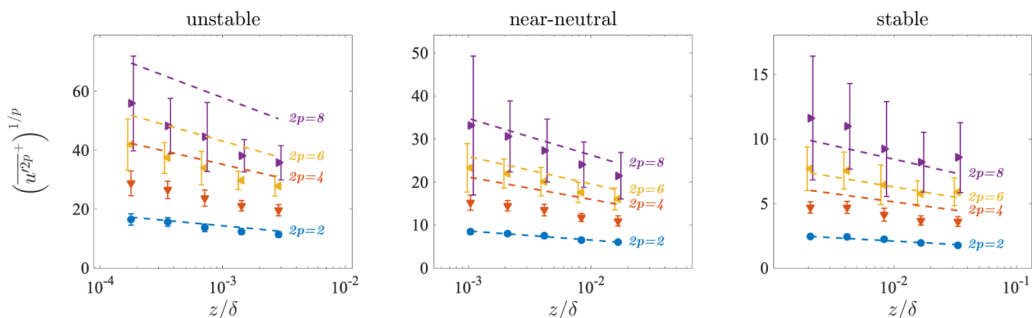 unstable
near-neutral
stable
(u'^{2p}^+)^{1/p}
60
40
20
0
2p=8
2p=6
2p=4
2p=2
10^{-4}
10^{-3}
10^{-2}
z/δ
50
40
30
20
10
0
2p=8
2p=6
2p=4
2p=2
10^{-3}
10^{-2}
z/δ
15
10
5
0
2p=8
2p=6
2p=4
2p=2
10^{-2}
10^{-1}
z/δ